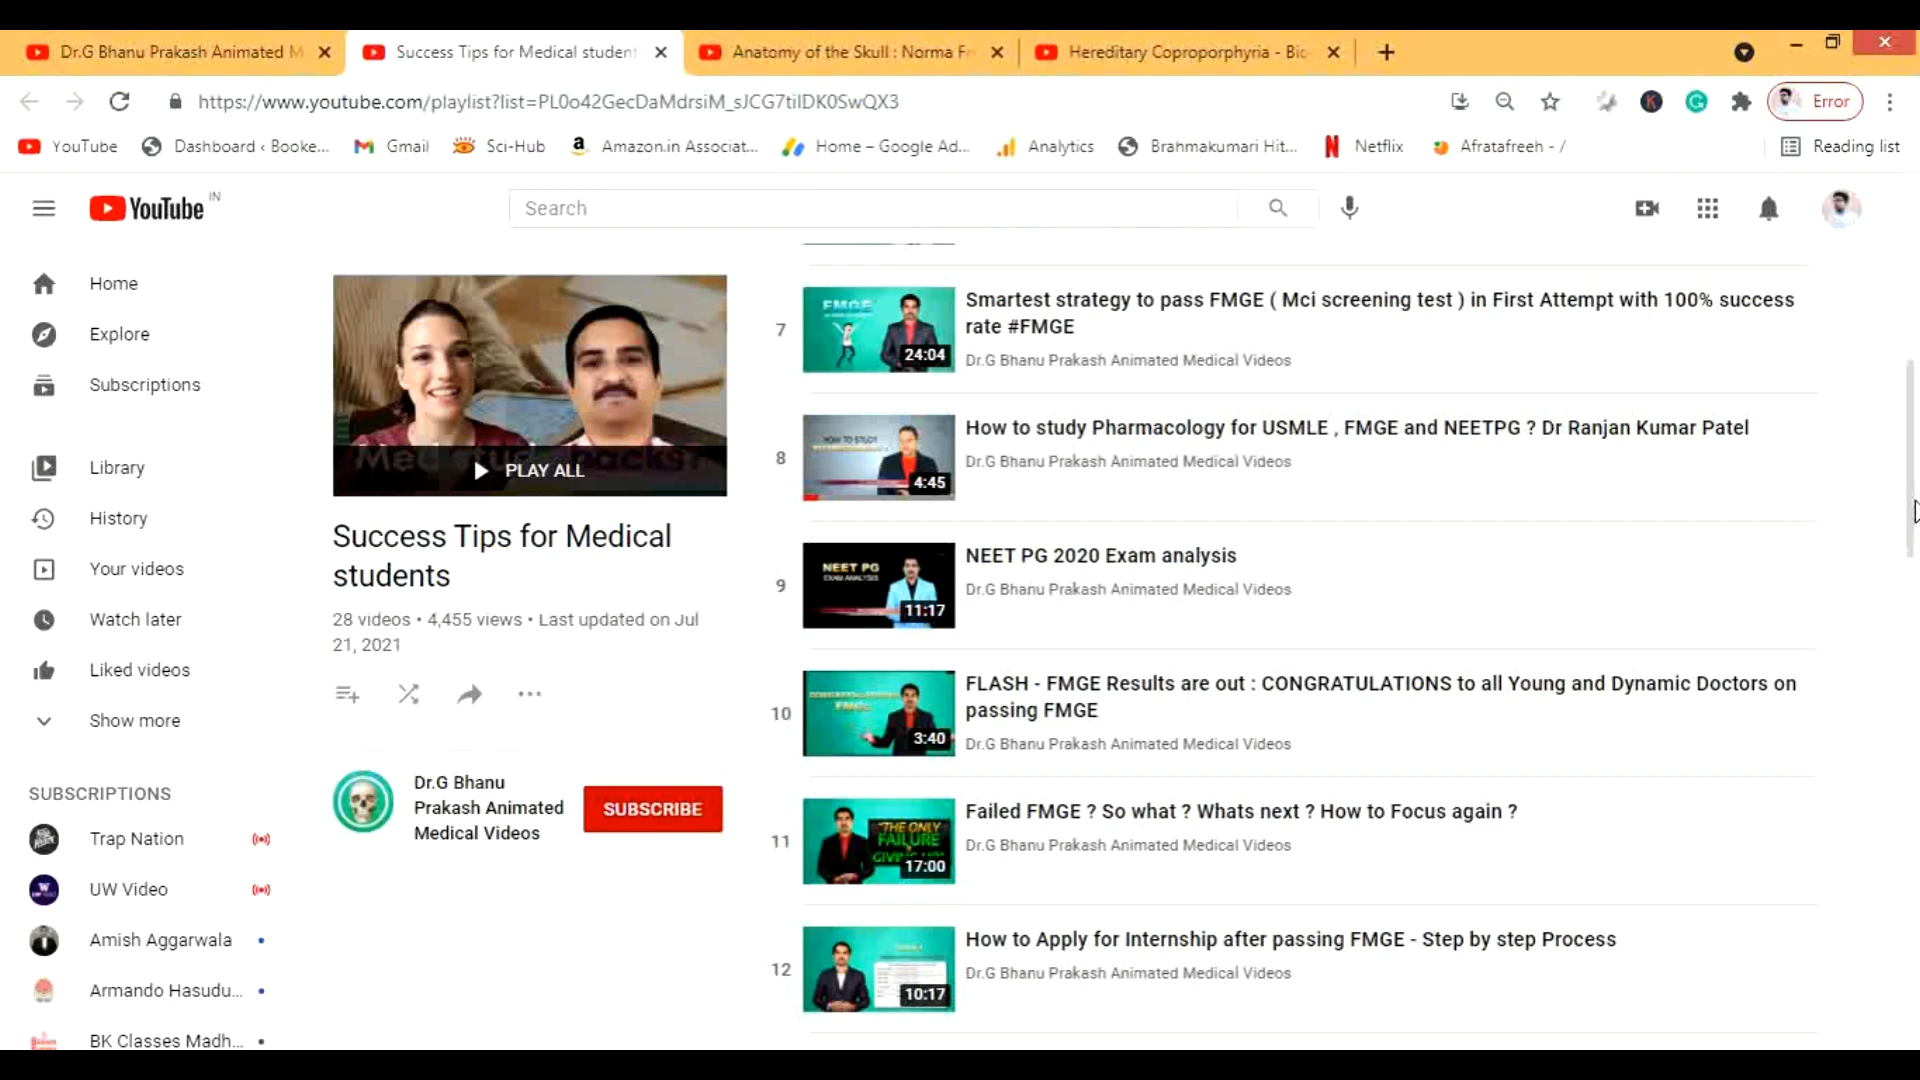 Dr.G Bhanu Prakash Animated M
Success Tips for Medical student
Anatomy of the Skull : Norma Fr
Hereditary Coproporphyria - Bio
https://www.youtube.com/playlist?list=PL0o42GecDaMdrsiM_sJCG7tilDK0SwQX3
Error
YouTube
Dashboard ‹ Booke...
Gmail
Sci-Hub
Amazon.in Associat...
Home – Google Ad...
Analytics
Brahmakumari Hit...
Netflix
Afratafreeh - /
Reading list
YouTube IN
Search
Home
Explore
Subscriptions
Library
History
Your videos
Watch later
Liked videos
Show more
SUBSCRIPTIONS
Trap Nation
UW Video
Amish Aggarwala
Armando Hasudu...
BK Classes Madh...
PLAY ALL
Success Tips for Medical
students
28 videos • 4,455 views • Last updated on Jul
21, 2021
Dr.G Bhanu
Prakash Animated
Medical Videos
SUBSCRIBE
7
FMGE
24:04
Smartest strategy to pass FMGE ( Mci screening test ) in First Attempt with 100% success
rate #FMGE
Dr.G Bhanu Prakash Animated Medical Videos
8
HOW TO STUDY
4:45
How to study Pharmacology for USMLE , FMGE and NEETPG ? Dr Ranjan Kumar Patel
Dr.G Bhanu Prakash Animated Medical Videos
9
NEET PG
EXAM ANALYSIS
11:17
NEET PG 2020 Exam analysis
Dr.G Bhanu Prakash Animated Medical Videos
10
FMGE
3:40
FLASH - FMGE Results are out : CONGRATULATIONS to all Young and Dynamic Doctors on
passing FMGE
Dr.G Bhanu Prakash Animated Medical Videos
11
"THE ONLY
FAILURE
17:00
Failed FMGE ? So what ? Whats next ? How to Focus again ?
Dr.G Bhanu Prakash Animated Medical Videos
12
10:17
How to Apply for Internship after passing FMGE - Step by step Process
Dr.G Bhanu Prakash Animated Medical Videos